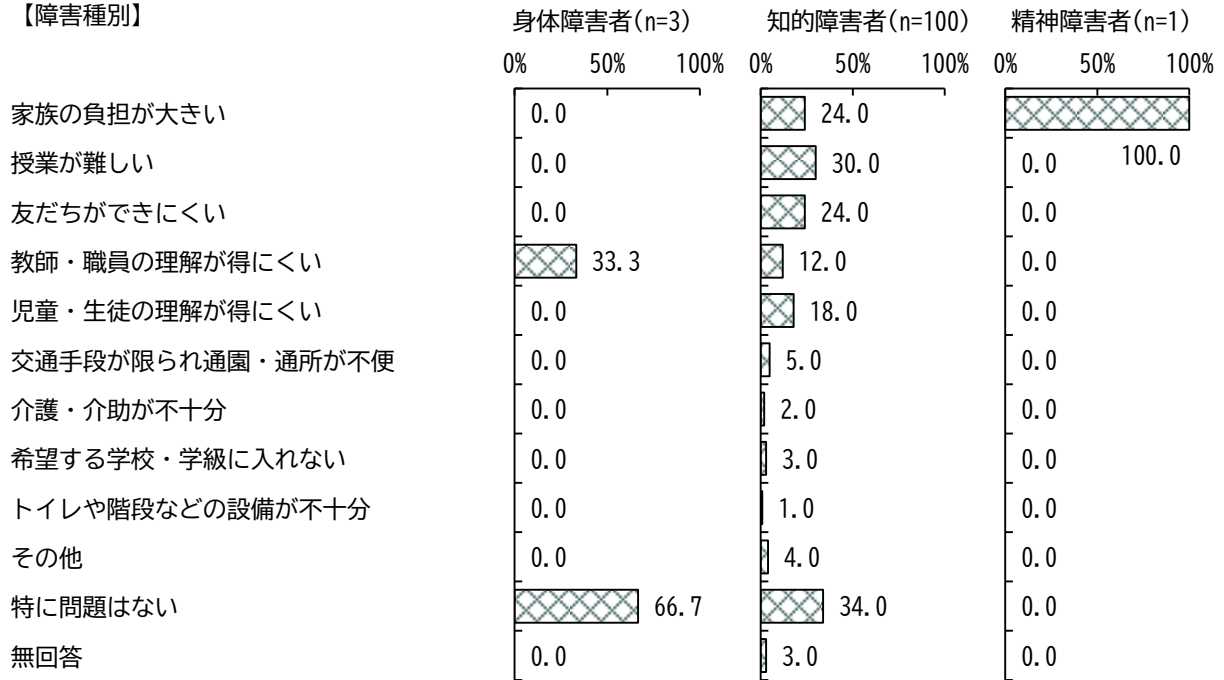 【障害種別】
身体障害者(n=3) 知的障害者(n=100) 精神障害者(n=1)
0% 50% 100% 0% 50% 100% 0% 50% 100%
家族の負担が大きい 0.0 24.0 100.0
授業が難しい 0.0 30.0 0.0
友だちができにくい 0.0 24.0 0.0
教師・職員の理解が得にくい 33.3 12.0 0.0
児童・生徒の理解が得にくい 0.0 18.0 0.0
交通手段が限られ通園・通所が不便 0.0 5.0 0.0
介護・介助が不十分 0.0 2.0 0.0
希望する学校・学級に入れない 0.0 3.0 0.0
トイレや階段などの設備が不十分 0.0 1.0 0.0
その他 0.0 4.0 0.0
特に問題はない 66.7 34.0 0.0
無回答 0.0 3.0 0.0